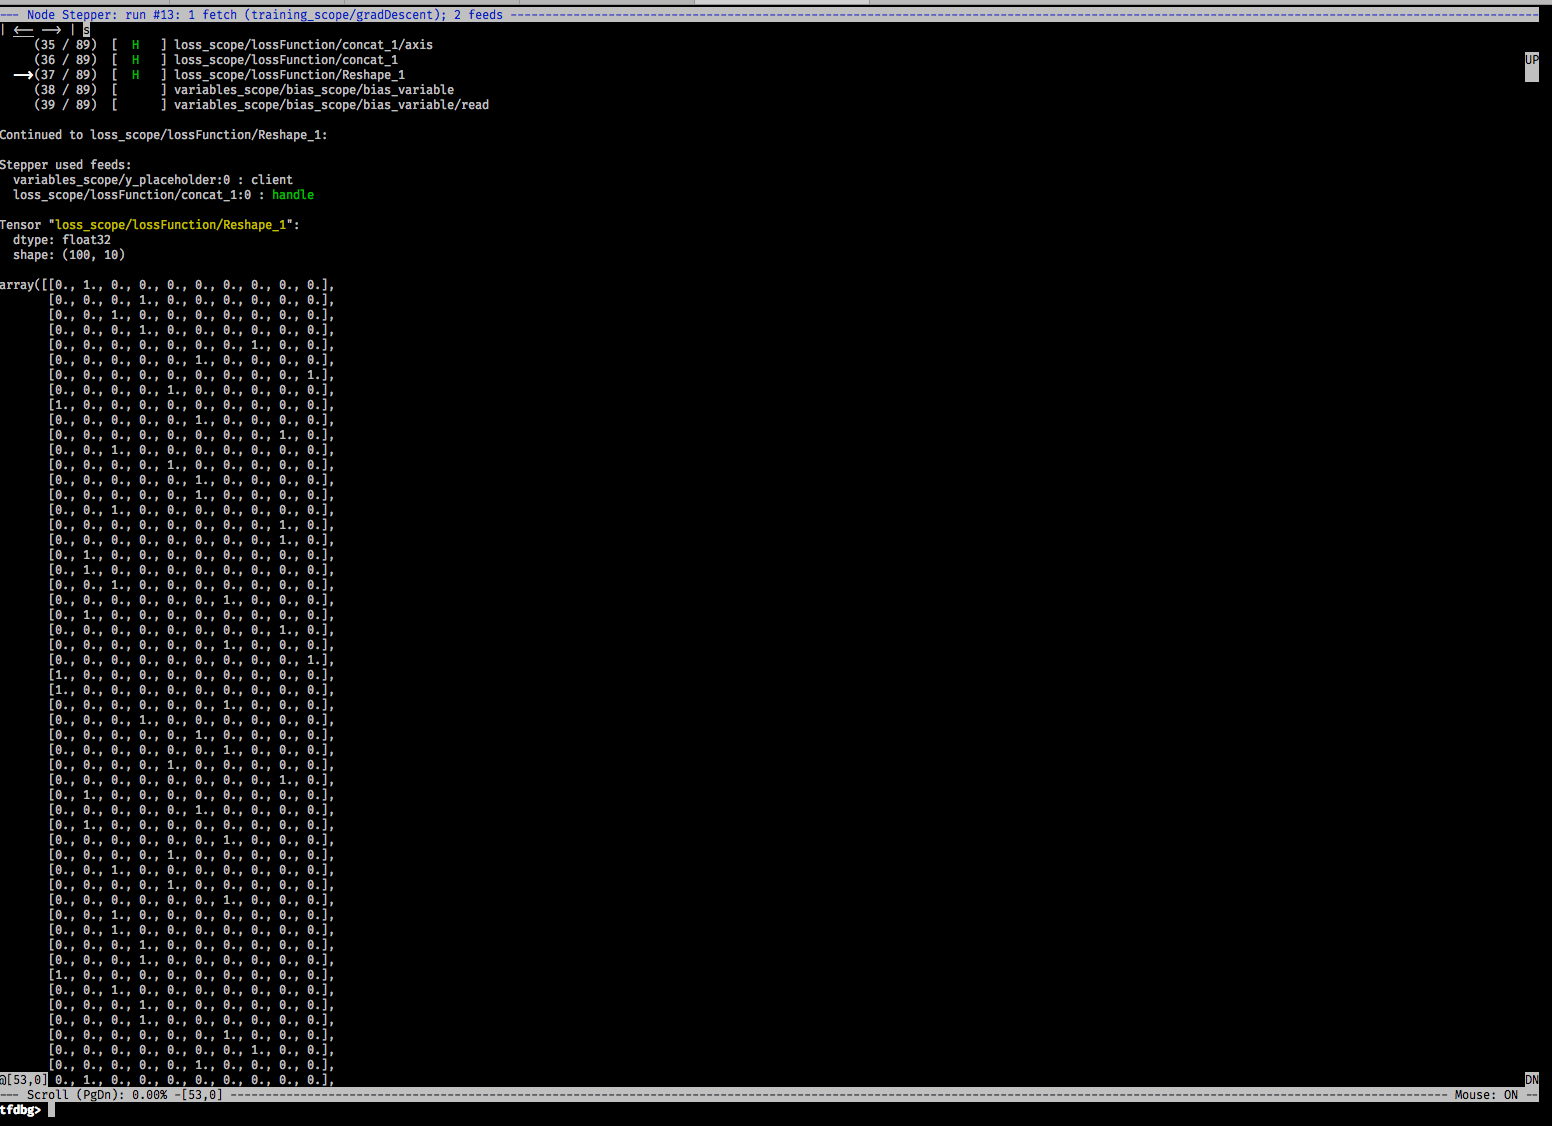 --- Node Stepper: run #13: 1 fetch (training_scope/gradDescent); 2 feeds ---
| <-- --> | s
(35 / 89) [ H ] loss_scope/lossFunction/concat_1/axis
(36 / 89) [ H ] loss_scope/lossFunction/concat_1
UP
-->(37 / 89) [ H ] loss_scope/lossFunction/Reshape_1
(38 / 89) [ ] variables_scope/bias_scope/bias_variable
(39 / 89) [ ] variables_scope/bias_scope/bias_variable/read
Continued to loss_scope/lossFunction/Reshape_1:
Stepper used feeds:
variables_scope/y_placeholder:0 : client
loss_scope/lossFunction/concat_1:0 : handle
Tensor "loss_scope/lossFunction/Reshape_1":
dtype: float32
shape: (100, 10)
array([[0., 1., 0., 0., 0., 0., 0., 0., 0., 0.],
[0., 0., 0., 1., 0., 0., 0., 0., 0., 0.],
[0., 0., 1., 0., 0., 0., 0., 0., 0., 0.],
[0., 0., 0., 1., 0., 0., 0., 0., 0., 0.],
[0., 0., 0., 0., 0., 0., 0., 1., 0., 0.],
[0., 0., 0., 0., 0., 1., 0., 0., 0., 0.],
[0., 0., 0., 0., 0., 0., 0., 0., 0., 1.],
[0., 0., 0., 0., 1., 0., 0., 0., 0., 0.],
[1., 0., 0., 0., 0., 0., 0., 0., 0., 0.],
[0., 0., 0., 0., 0., 1., 0., 0., 0., 0.],
[0., 0., 0., 0., 0., 0., 0., 0., 1., 0.],
[0., 0., 1., 0., 0., 0., 0., 0., 0., 0.],
[0., 0., 0., 0., 1., 0., 0., 0., 0., 0.],
[0., 0., 0., 0., 0., 1., 0., 0., 0., 0.],
[0., 0., 0., 0., 0., 1., 0., 0., 0., 0.],
[0., 0., 1., 0., 0., 0., 0., 0., 0., 0.],
[0., 0., 0., 0., 0., 0., 0., 0., 1., 0.],
[0., 0., 0., 0., 0., 0., 0., 0., 1., 0.],
[0., 1., 0., 0., 0., 0., 0., 0., 0., 0.],
[0., 1., 0., 0., 0., 0., 0., 0., 0., 0.],
[0., 0., 1., 0., 0., 0., 0., 0., 0., 0.],
[0., 0., 0., 0., 0., 0., 1., 0., 0., 0.],
[0., 1., 0., 0., 0., 0., 0., 0., 0., 0.],
[0., 0., 0., 0., 0., 0., 0., 0., 1., 0.],
[0., 0., 0., 0., 0., 0., 1., 0., 0., 0.],
[0., 0., 0., 0., 0., 0., 0., 0., 0., 1.],
[1., 0., 0., 0., 0., 0., 0., 0., 0., 0.],
[1., 0., 0., 0., 0., 0., 0., 0., 0., 0.],
[0., 0., 0., 0., 0., 0., 1., 0., 0., 0.],
[0., 0., 0., 1., 0., 0., 0., 0., 0., 0.],
[0., 0., 0., 0., 0., 1., 0., 0., 0., 0.],
[0., 0., 0., 0., 0., 0., 1., 0., 0., 0.],
[0., 0., 0., 0., 1., 0., 0., 0., 0., 0.],
[0., 0., 0., 0., 0., 0., 0., 0., 1., 0.],
[0., 1., 0., 0., 0., 0., 0., 0., 0., 0.],
[0., 0., 0., 0., 0., 1., 0., 0., 0., 0.],
[0., 1., 0., 0., 0., 0., 0., 0., 0., 0.],
[0., 0., 0., 0., 0., 0., 1., 0., 0., 0.],
[0., 0., 0., 0., 1., 0., 0., 0., 0., 0.],
[0., 0., 1., 0., 0., 0., 0., 0., 0., 0.],
[0., 0., 0., 0., 1., 0., 0., 0., 0., 0.],
[0., 0., 0., 0., 0., 0., 1., 0., 0., 0.],
[0., 0., 1., 0., 0., 0., 0., 0., 0., 0.],
[0., 0., 1., 0., 0., 0., 0., 0., 0., 0.],
[0., 0., 0., 1., 0., 0., 0., 0., 0., 0.],
[0., 0., 0., 1., 0., 0., 0., 0., 0., 0.],
[1., 0., 0., 0., 0., 0., 0., 0., 0., 0.],
[0., 0., 1., 0., 0., 0., 0., 0., 0., 0.],
[0., 0., 0., 1., 0., 0., 0., 0., 0., 0.],
[0., 0., 0., 1., 0., 0., 0., 0., 0., 0.],
[0., 0., 0., 0., 0., 0., 1., 0., 0., 0.],
[0., 0., 0., 0., 0., 0., 0., 1., 0., 0.],
[0., 0., 0., 0., 0., 1., 0., 0., 0., 0.],
@[53,0] 0., 1., 0., 0., 0., 0., 0., 0., 0., 0.],
DN
--- Scroll (PgDn): 0.00% -[53,0] --- Mouse: ON --
tfdbg>